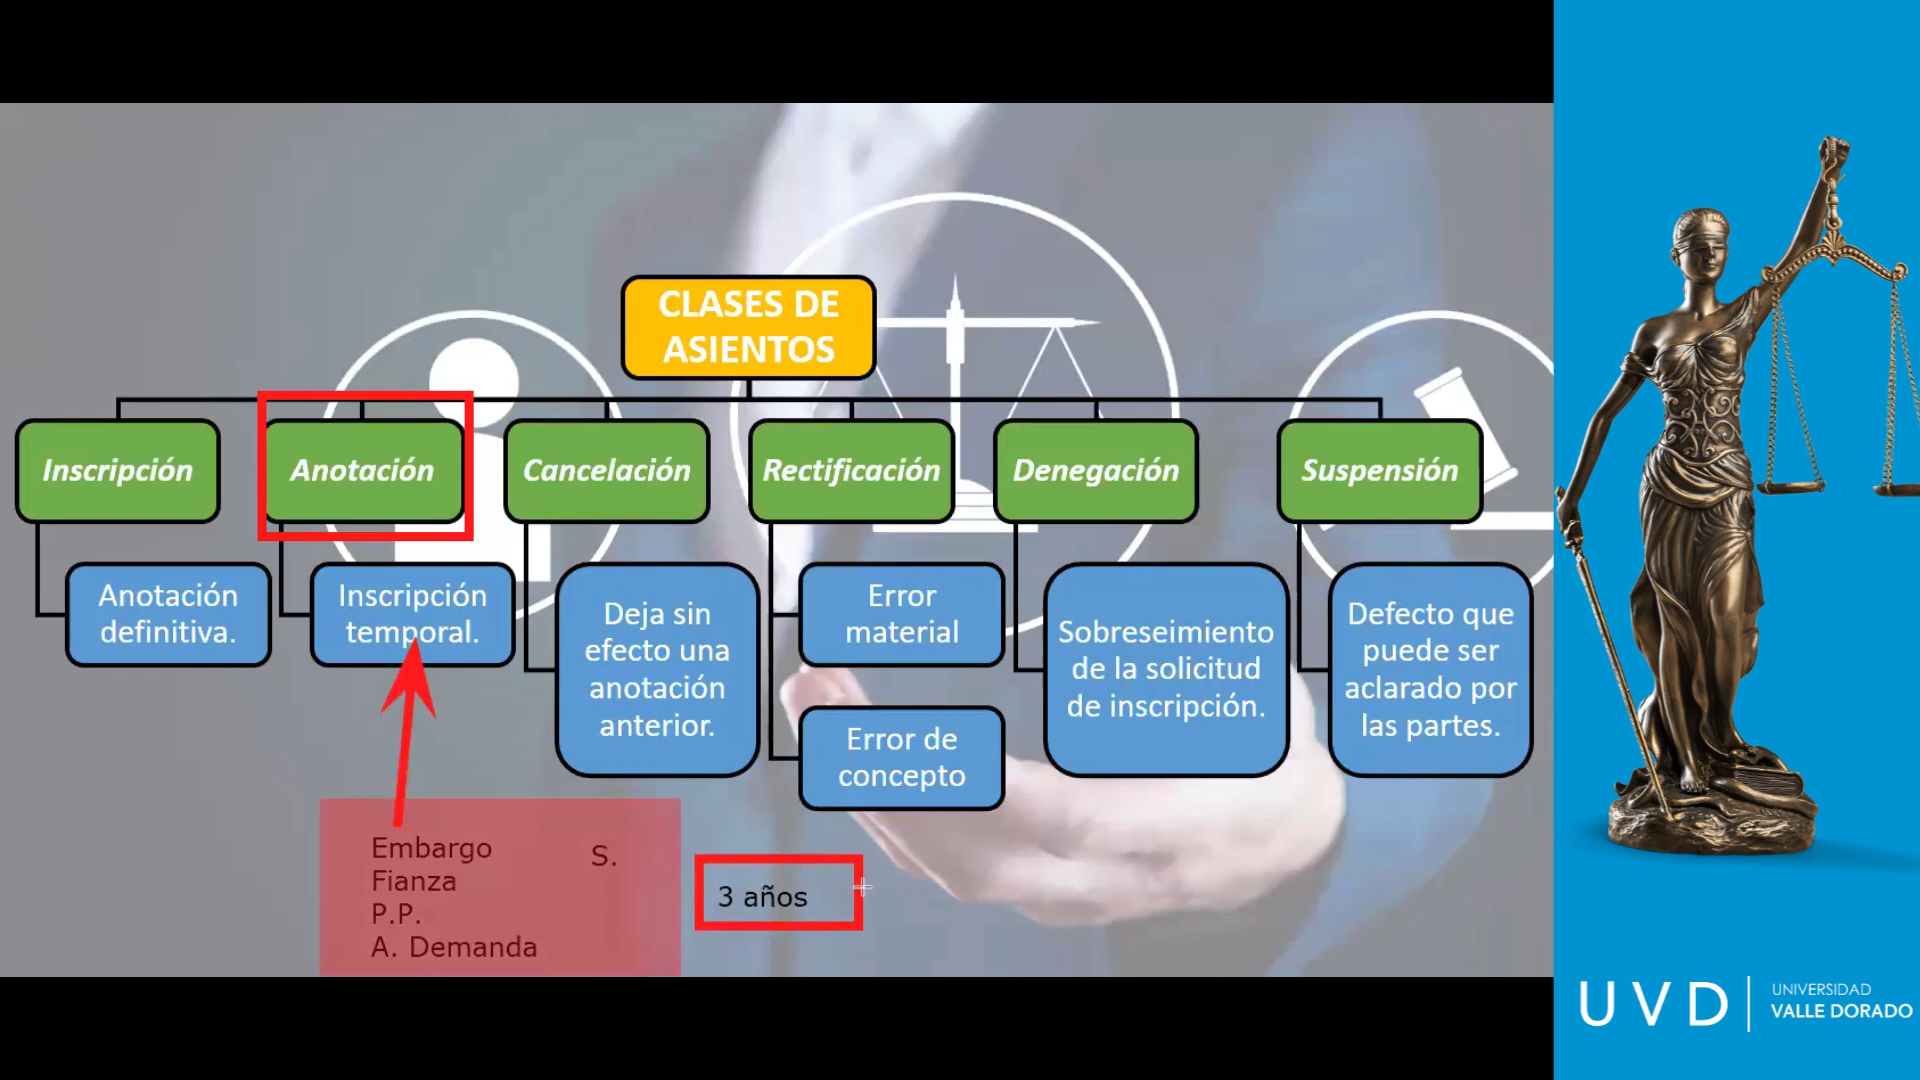 CLASES DE
ASIENTOS
Inscripción
Anotación
Cancelación
Rectificación
Denegación
Suspensión
Anotación
definitiva.
Inscripción
temporal.
Deja sin
efecto una
anotación
anterior.
Error
material
Error de
concepto
Sobreseimiento
de la solicitud
de inscripción.
Defecto que
puede ser
aclarado por
las partes.
Embargo
Fianza
P.P.
A. Demanda
S.
3 años
UVD
UNIVERSIDAD
VALLE DORADO